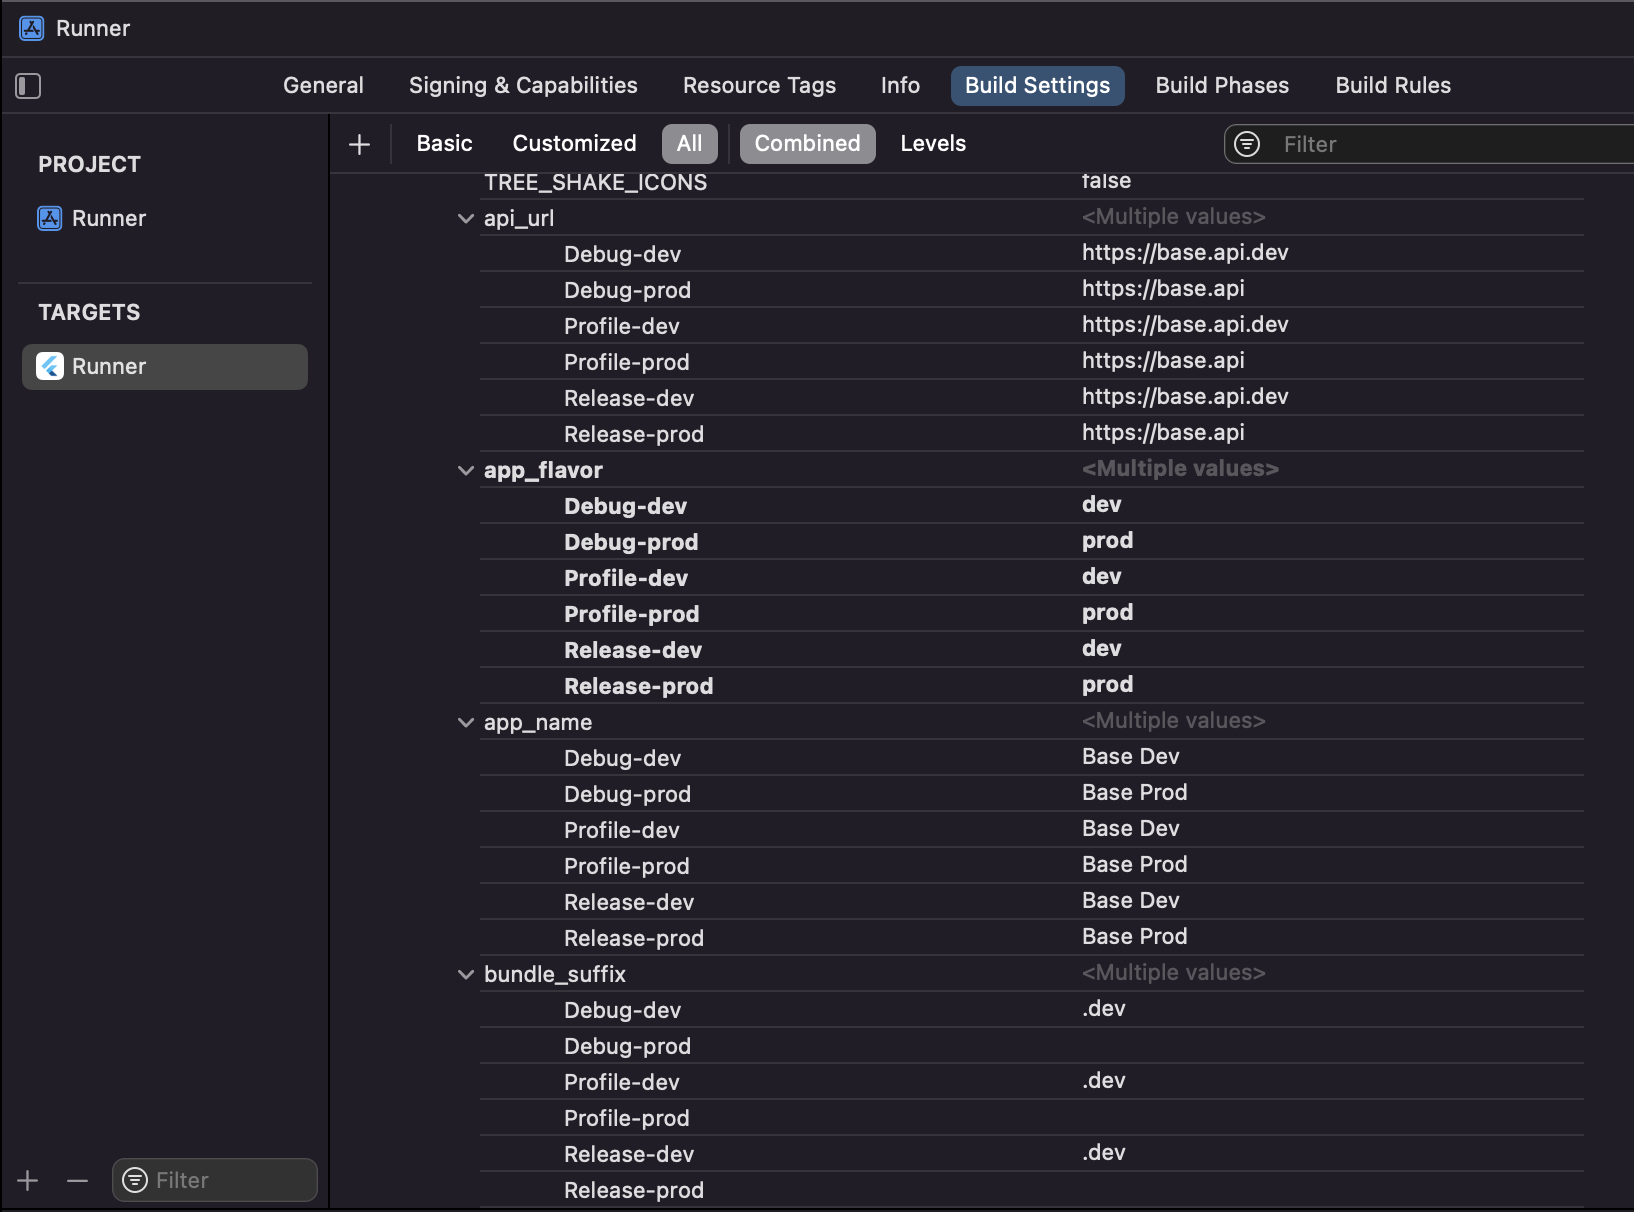 Runner
General Signing & Capabilities Resource Tags Info Build Settings Build Phases Build Rules
PROJECT
Runner
TARGETS
Runner
Filter
Basic Customized All Combined Levels Filter
TREE_SHAKE_ICONS false
api_url <Multiple values>
Debug-dev https://base.api.dev
Debug-prod https://base.api
Profile-dev https://base.api.dev
Profile-prod https://base.api
Release-dev https://base.api.dev
Release-prod https://base.api
app_flavor <Multiple values>
Debug-dev dev
Debug-prod prod
Profile-dev dev
Profile-prod prod
Release-dev dev
Release-prod prod
app_name <Multiple values>
Debug-dev Base Dev
Debug-prod Base Prod
Profile-dev Base Dev
Profile-prod Base Prod
Release-dev Base Dev
Release-prod Base Prod
bundle_suffix <Multiple values>
Debug-dev .dev
Debug-prod
Profile-dev .dev
Profile-prod
Release-dev .dev
Release-prod